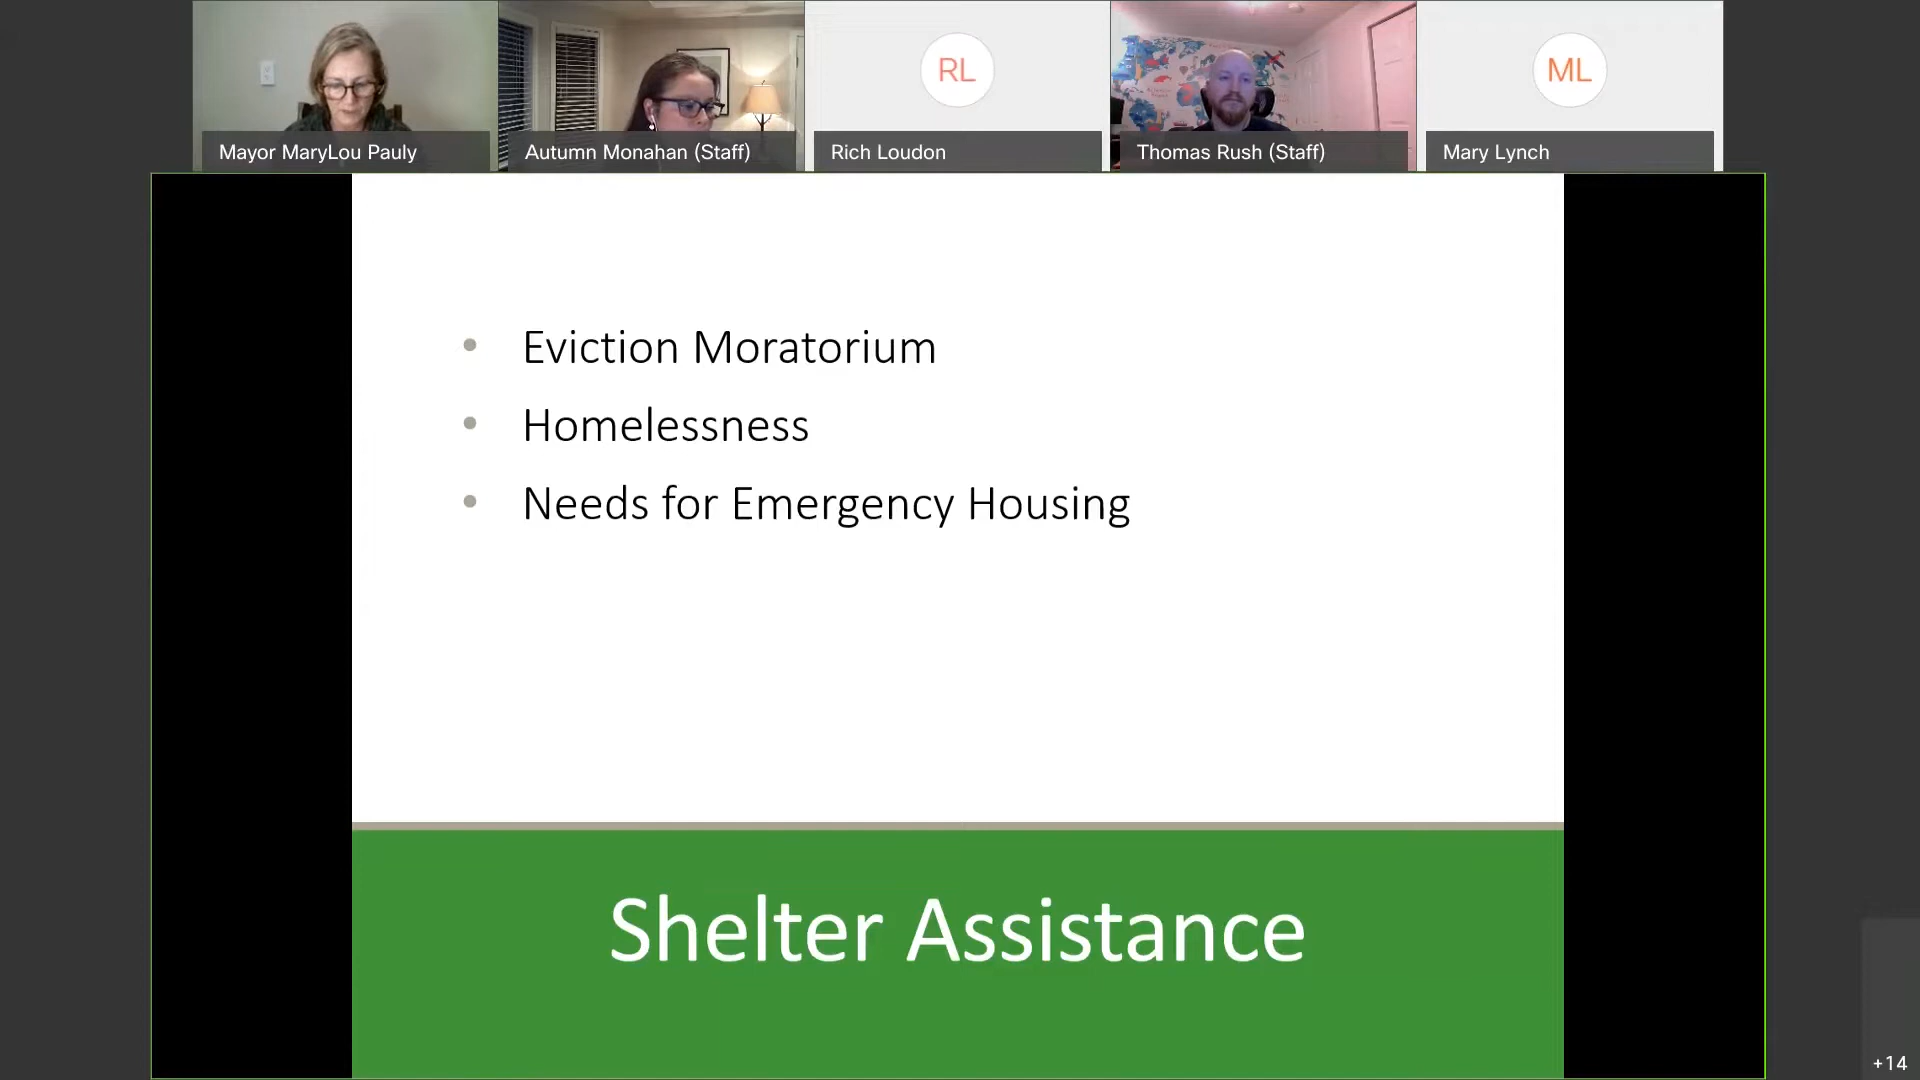 RL
ML
Mayor MaryLou Pauly
Autumn Monahan (Staff)
Rich Loudon
Thomas Rush (Staff)
Mary Lynch
• Eviction Moratorium
• Homelessness
• Needs for Emergency Housing
Shelter Assistance
+14